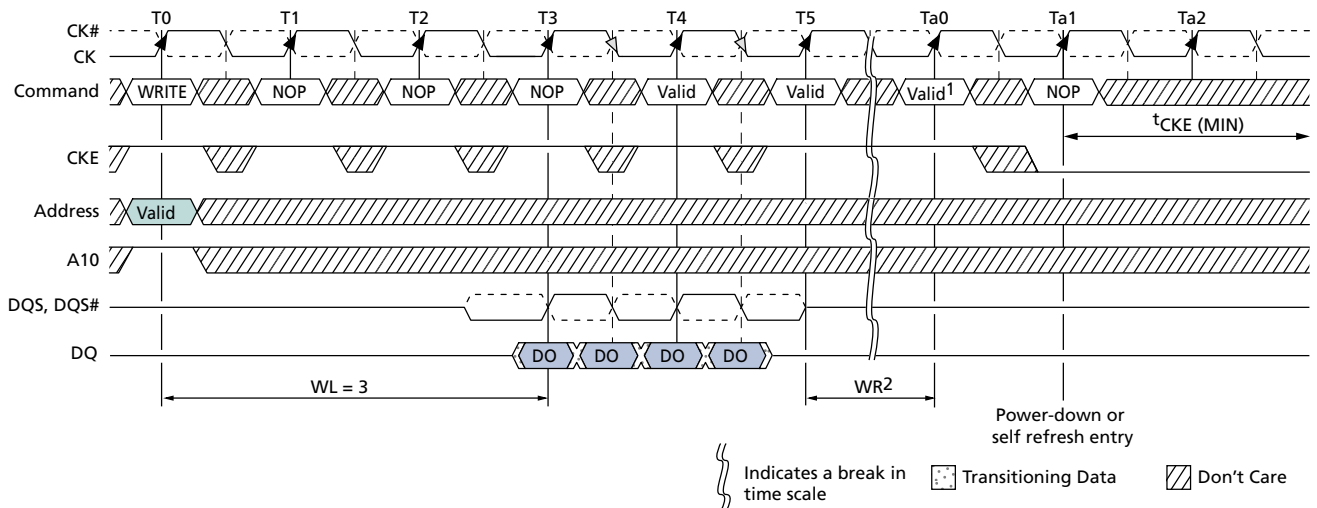 T0 T1 T2 T3 T4 T5 Ta0 Ta1 Ta2
CK#
CK
Command WRITE NOP NOP NOP Valid Valid Valid1 NOP
tCKE (MIN)
CKE
Address Valid
A10
DQS, DQS#
DQ DO DO DO DO
WL = 3 WR2
Power-down or
self refresh entry
Indicates a break in
time scale
Transitioning Data
Don't Care